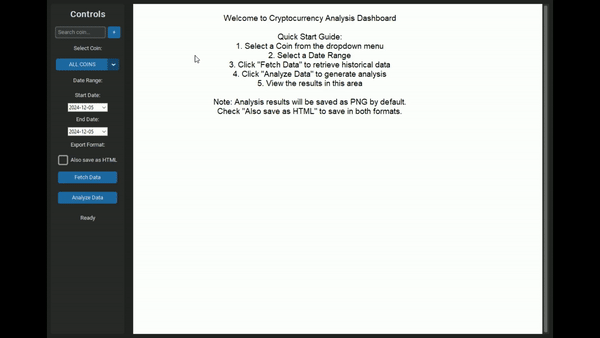 Controls
Search coin...
+
Select Coin:
ALL COINS
Date Range:
Start Date:
2024-12-05
End Date:
2024-12-05
Export Format:
Also save as HTML
Fetch Data
Analyze Data
Ready
Welcome to Cryptocurrency Analysis Dashboard
Quick Start Guide:
1. Select a Coin from the dropdown menu
2. Select a Date Range
3. Click "Fetch Data" to retrieve historical data
4. Click "Analyze Data" to generate analysis
5. View the results in this area
Note: Analysis results will be saved as PNG by default.
Check "Also save as HTML" to save in both formats.